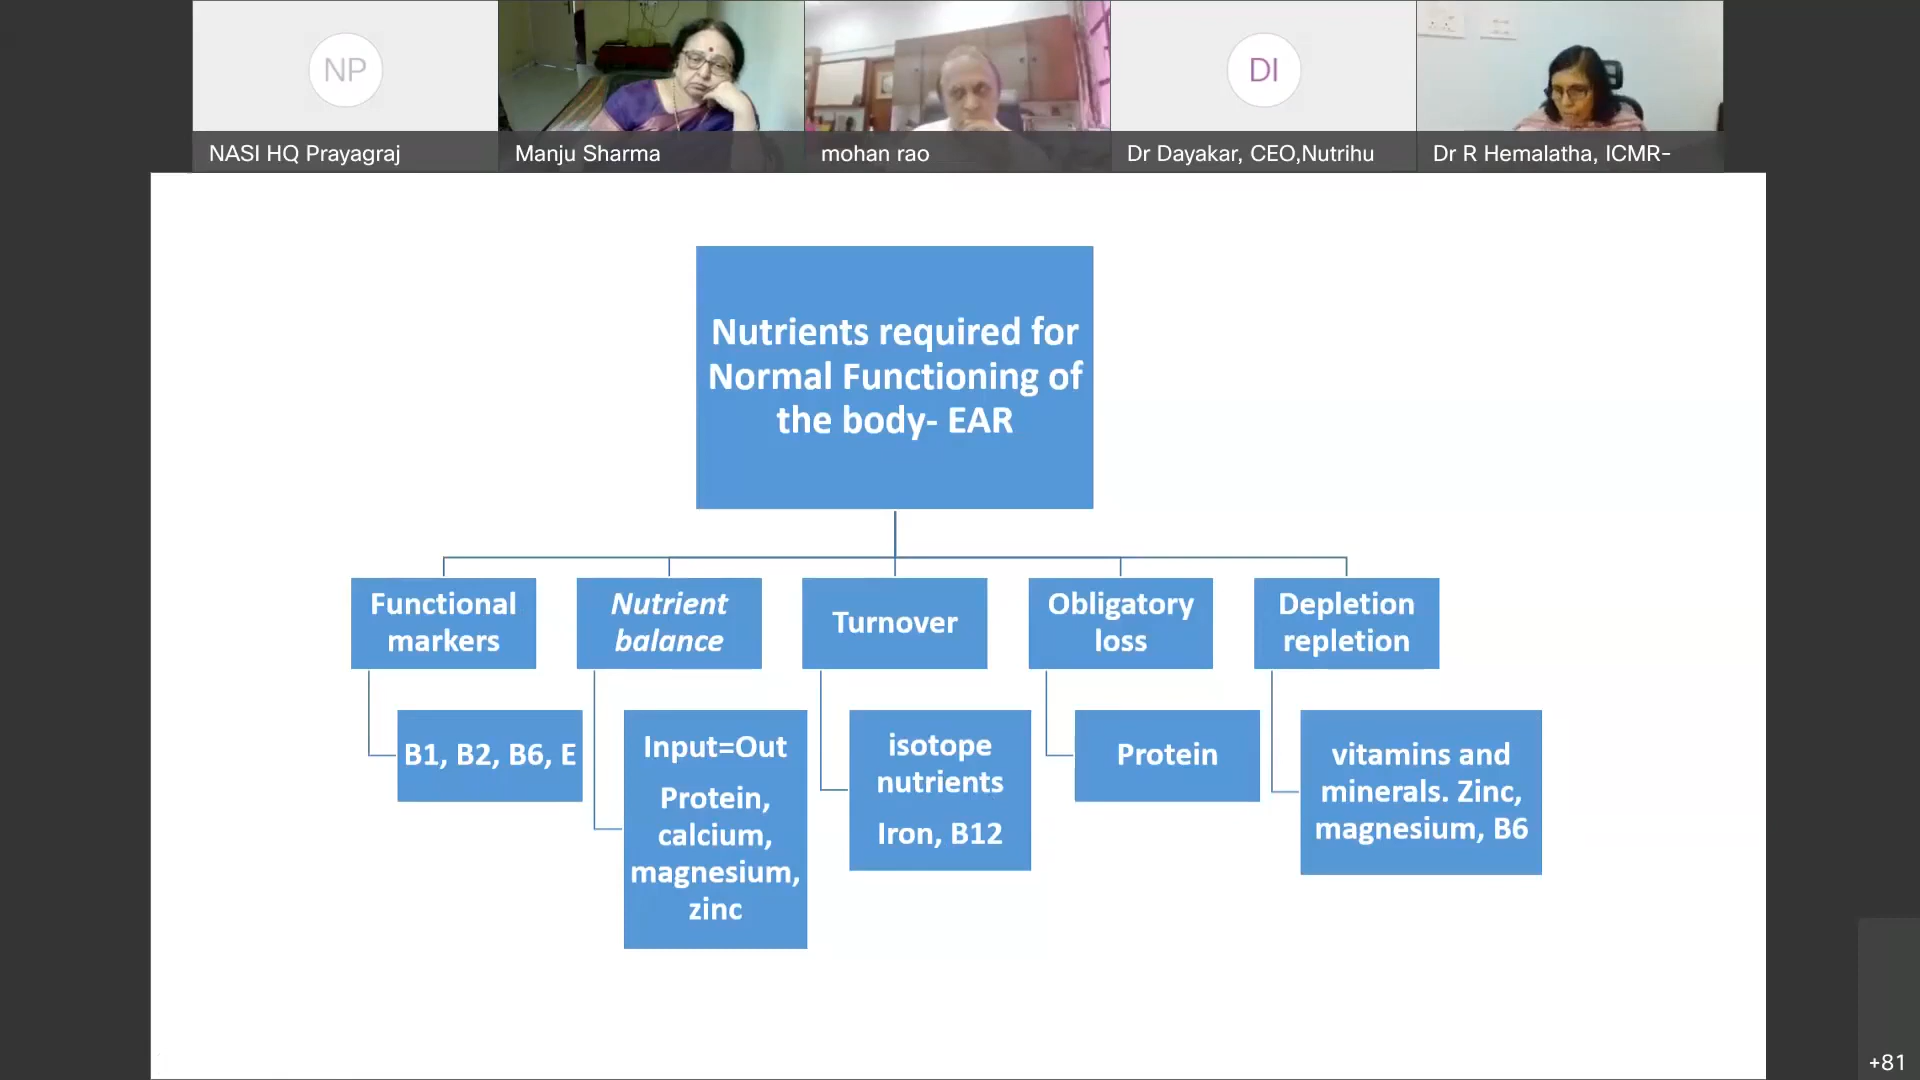 NP
DI
NASI HQ Prayagraj
Manju Sharma
mohan rao
Dr Dayakar, CEO,Nutrihu
Dr R Hemalatha, ICMR-
Nutrients required for
Normal Functioning of
the body- EAR
Functional
markers
Nutrient
balance
Turnover
Obligatory
loss
Depletion
repletion
B1, B2, B6, E
Input=Out
Protein,
calcium,
magnesium,
zinc
isotope
nutrients
Iron, B12
Protein
vitamins and
minerals. Zinc,
magnesium, B6
+81